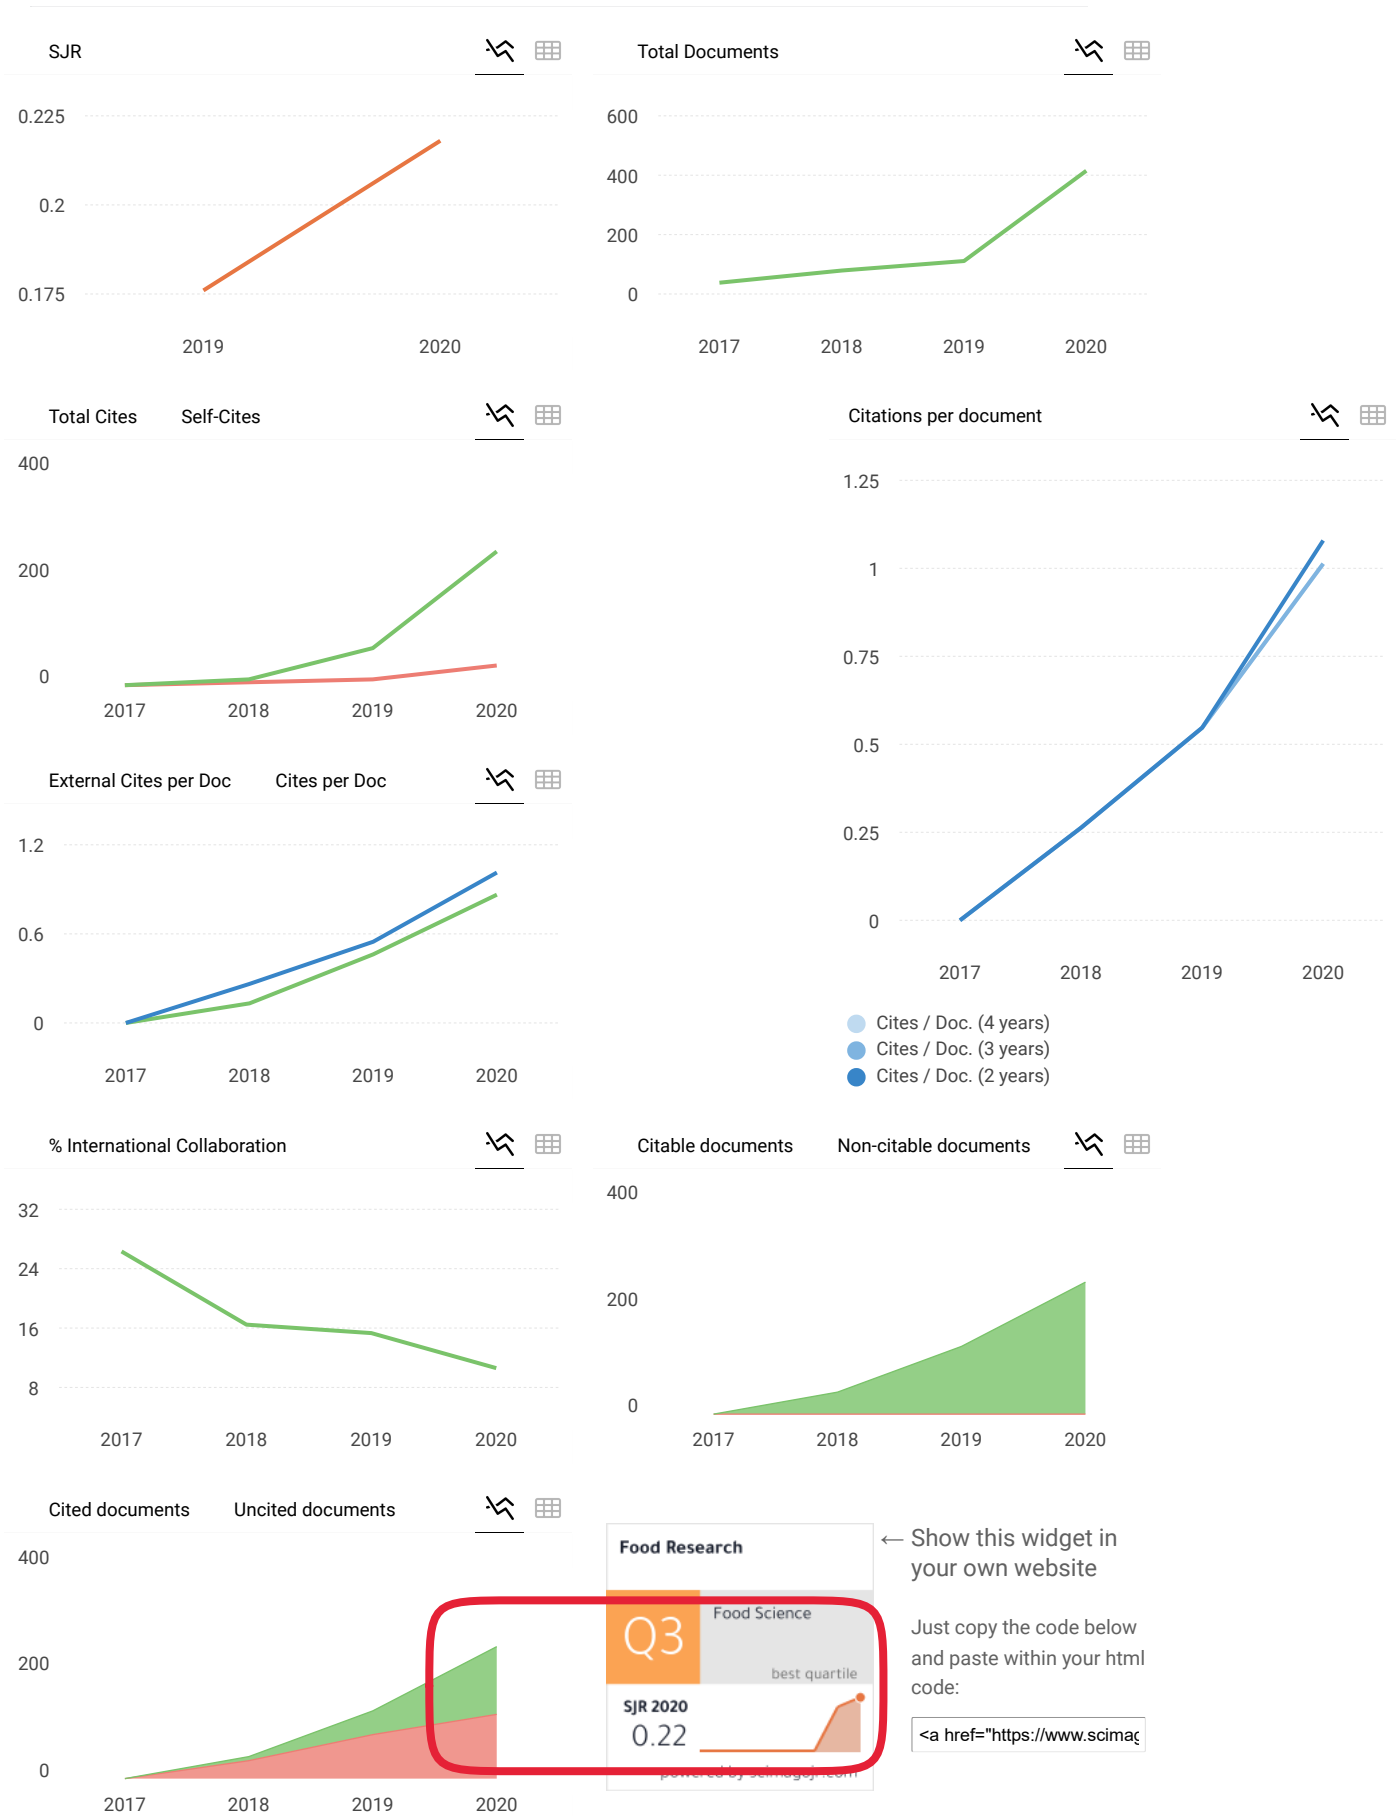 SJR
0.225
0.2
0.175
2019 2020
Total Documents
600
400
200
0
2017 2018 2019 2020
Total Cites Self-Cites
400
200
0
2017 2018 2019 2020
Citations per document
1.25
1
0.75
0.5
0.25
0
2017 2018 2019 2020
Cites / Doc. (4 years)
Cites / Doc. (3 years)
Cites / Doc. (2 years)
External Cites per Doc Cites per Doc
1.2
0.6
0
2017 2018 2019 2020
% International Collaboration
32
24
16
8
2017 2018 2019 2020
Citable documents Non-citable documents
400
200
0
2017 2018 2019 2020
Cited documents Uncited documents
400
200
0
2017 2018 2019 2020
Food Research
Q3
Food Science
best quartile
SJR 2020
0.22
powered by scimagojr.com
← Show this widget in
your own website
Just copy the code below
and paste within your html
code:
<a href="https://www.scimag